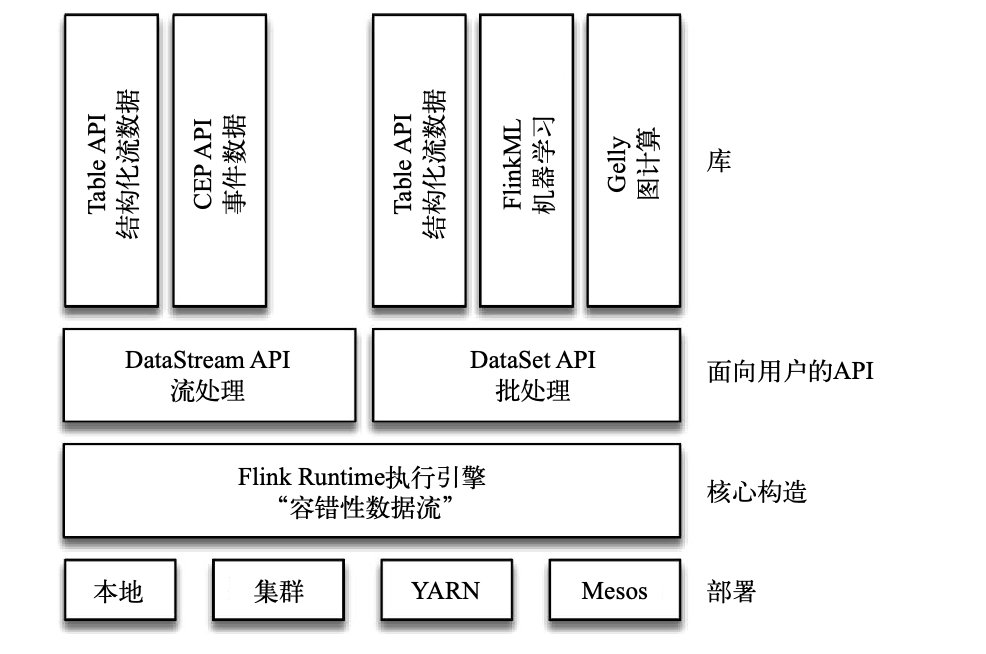 Table API
结构化流数据
CEP API
事件数据
Table API
结构化流数据
FlinkML
机器学习
Gelly
图计算
库
DataStream API
流处理
DataSet API
批处理
面向用户的API
Flink Runtime执行引擎
“容错性数据流”
核心构造
本地
集群
YARN
Mesos
部署